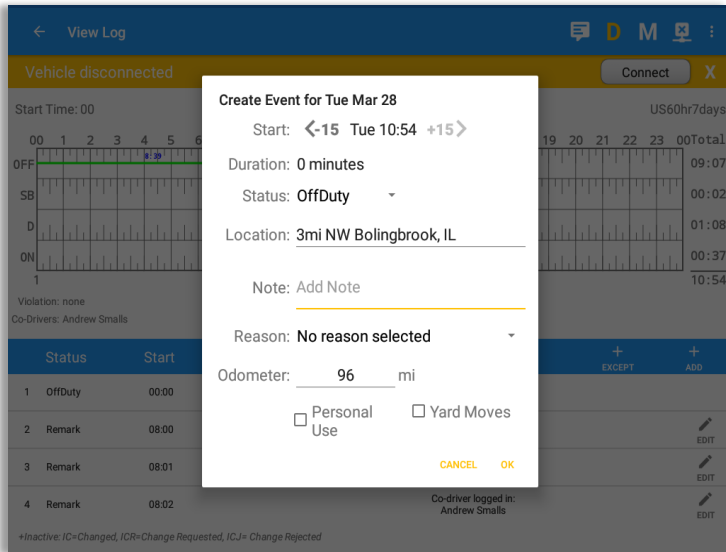 View Log
D M
Vehicle disconnected
Connect X
Start Time: 00
US60hr7days
00 1 2 3 4 5 6
19 20 21 22 23 00 Total
8:39
OFF 09:07
SB 00:02
D 01:08
ON 00:37
1 10:54
Violation: none
Co-Drivers: Andrew Smalls
Create Event for Tue Mar 28
Start: -15 Tue 10:54 +15
Duration: 0 minutes
Status: OffDuty
Location: 3mi NW Bolingbrook, IL
Note: Add Note
Reason: No reason selected
Odometer: 96 mi
Personal Use
Yard Moves
CANCEL OK
Status Start
EXCEPT ADD
1 OffDuty 00:00
2 Remark 08:00 EDIT
3 Remark 08:01 EDIT
4 Remark 08:02 Co-driver logged in:
Andrew Smalls EDIT
+Inactive: IC=Changed, ICR=Change Requested, ICJ= Change Rejected